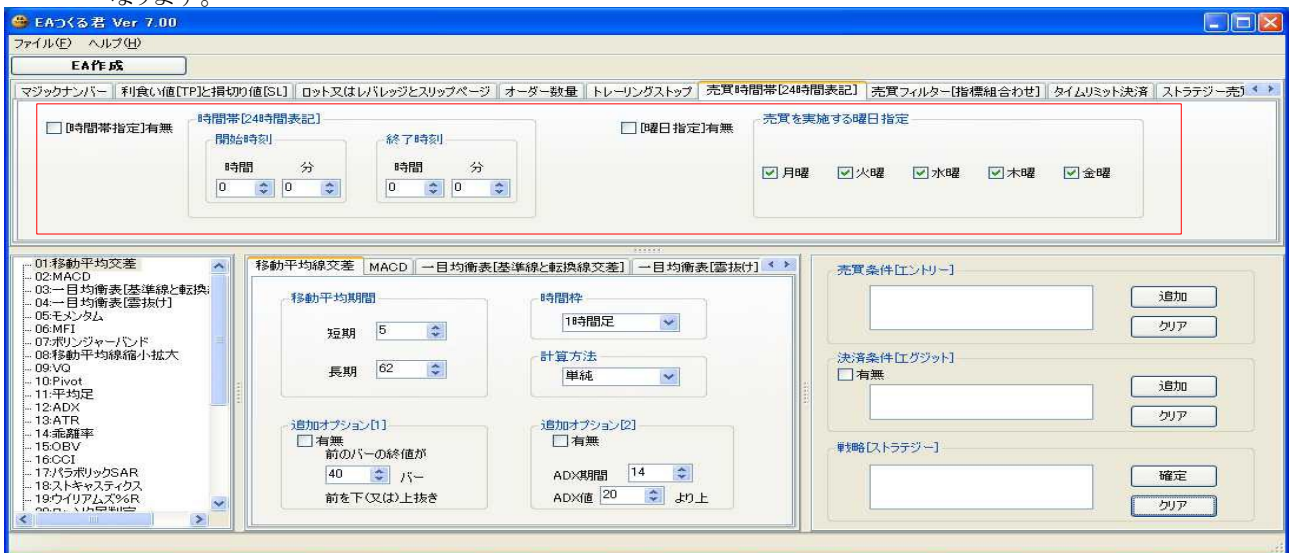 なります。
EAつくる君 Ver 7.00
ファイル(F) ヘルプ(H)
EA作成
マジックナンバー 利食い値[TP]と損切り値[SL] ロット又はレバレッジとスリップページ オーダー数量 トレーリングストップ 売買時間帯[24時間表記] 売買フィルター[指標組合わせ] タイムリミット決済 ストラテジー売
[時間帯指定]有無
時間帯[24時間表記]
開始時刻 終了時刻
時間 分 時間 分
0 0 0 0
[曜日指定]有無
売買を実施する曜日指定
月曜 火曜 水曜 木曜 金曜
01:移動平均交差
02:MACD
03:一目均衡表[基準線と転換
04:一目均衡表[雲抜け]
05:モメンタム
06:MFI
07:ボリンジャーバンド
08:移動平均線縮小拡大
09:VQ
10:Pivot
11:平均足
12:ADX
13:ATR
14:乖離率
15:OBV
16:CCI
17:パラボリックSAR
18:ストキャスティクス
19:ウイリアムズ%R
移動平均線交差 MACD 一目均衡表[基準線と転換線交差] 一目均衡表[雲抜け]
移動平均期間
短期 5
長期 62
時間枠
1時間足
計算方法
単純
追加オプション[1]
有無
前のバーの終値が
40 バー
前を下(又は)上抜き
追加オプション[2]
有無
ADX期間 14
ADX値 20 より上
売買条件[エントリー]
追加
クリア
決済条件[エグジット]
有無
追加
クリア
戦略[ストラテジー]
確定
クリア